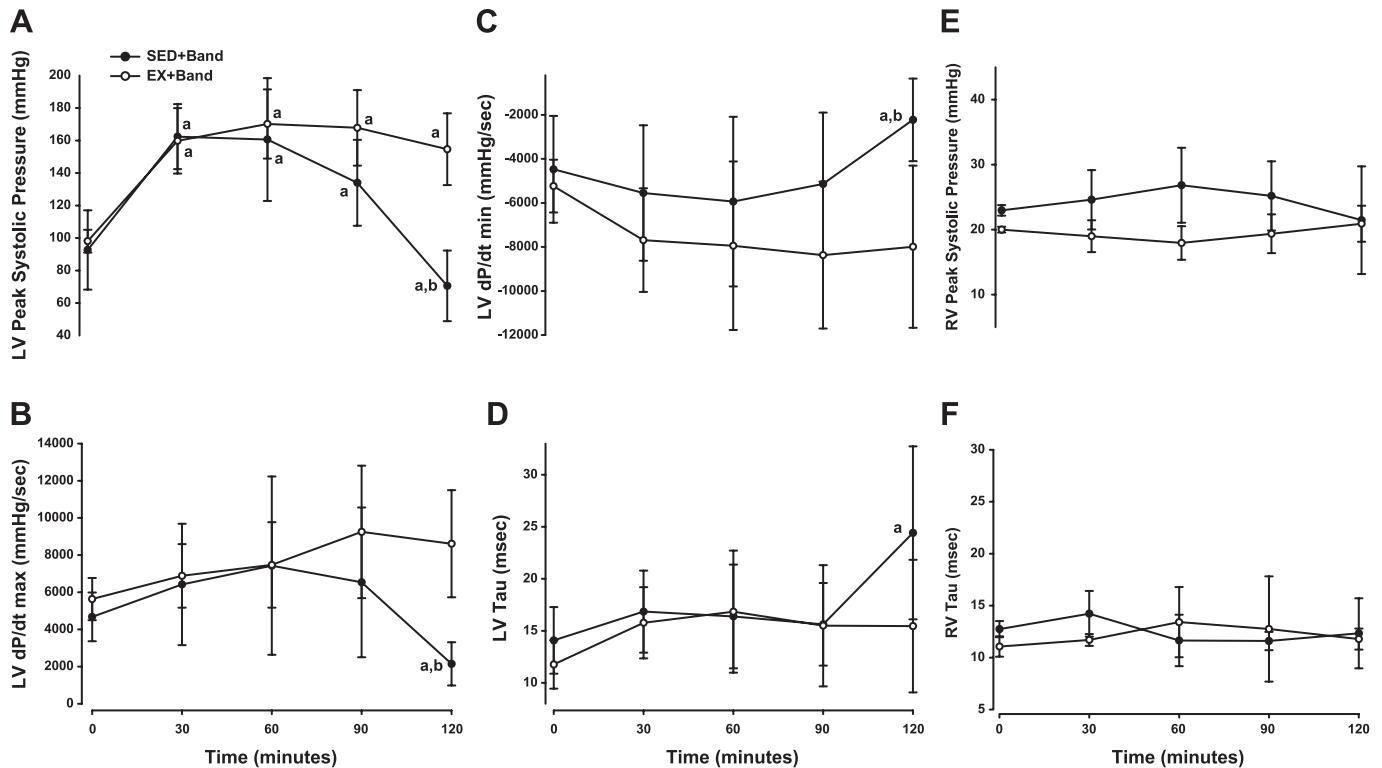 A
LV Peak Systolic Pressure (mmHg)
SED+Band
EX+Band
200
180
160
140
120
100
80
60
40
a
a
a
a
a
a
a
a,b
C
LV dP/dt min (mmHg/sec)
-2000
-4000
-6000
-8000
-10000
-12000
a,b
E
RV Peak Systolic Pressure (mmHg)
40
30
20
10
B
LV dP/dt max (mmHg/sec)
14000
12000
10000
8000
6000
4000
2000
0
a,b
0 30 60 90 120
Time (minutes)
D
LV Tau (msec)
30
25
20
15
10
a
0 30 60 90 120
Time (minutes)
F
RV Tau (msec)
30
25
20
15
10
5
0 30 60 90 120
Time (minutes)